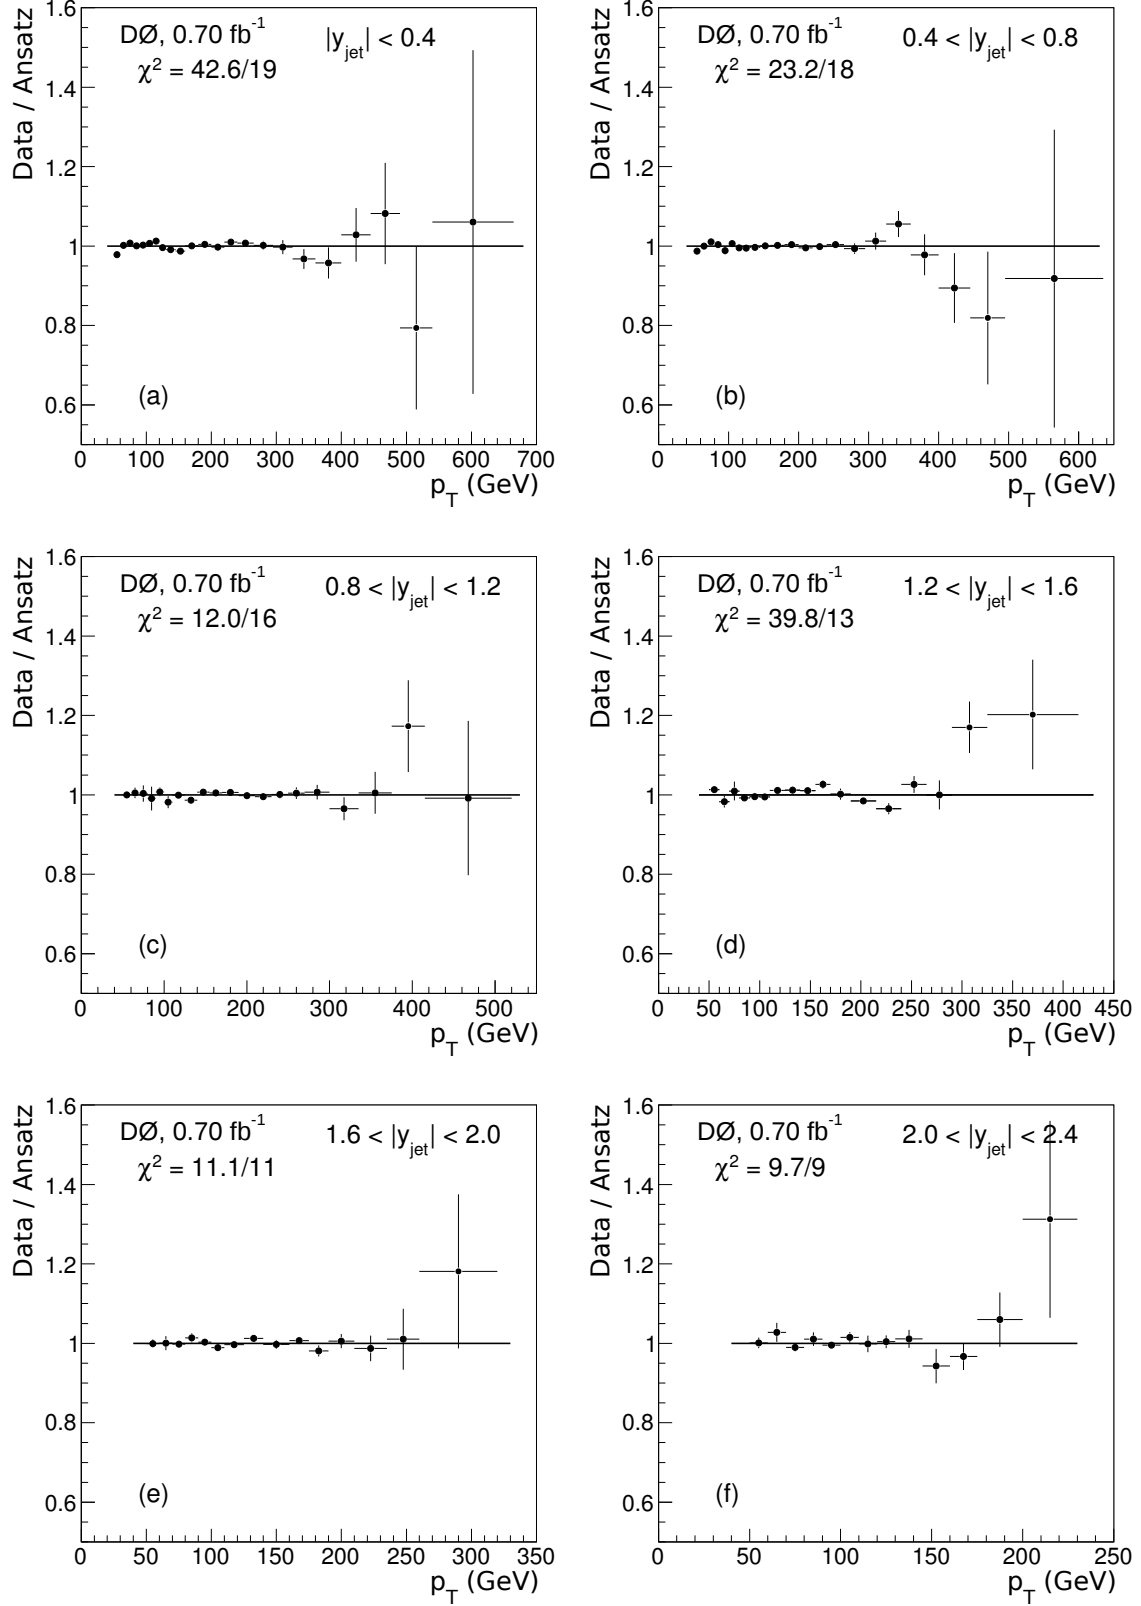 DØ, 0.70 fb-1
|yjet| < 0.4
χ2 = 42.6/19
Data / Ansatz
1.6
1.4
1.2
1
0.8
0.6
(a)
0 100 200 300 400 500 600 700
pT (GeV)
DØ, 0.70 fb-1
0.4 < |yjet| < 0.8
χ2 = 23.2/18
Data / Ansatz
1.6
1.4
1.2
1
0.8
0.6
(b)
0 100 200 300 400 500 600
pT (GeV)
DØ, 0.70 fb-1
0.8 < |yjet| < 1.2
χ2 = 12.0/16
Data / Ansatz
1.6
1.4
1.2
1
0.8
0.6
(c)
0 100 200 300 400 500
pT (GeV)
DØ, 0.70 fb-1
1.2 < |yjet| < 1.6
χ2 = 39.8/13
Data / Ansatz
1.6
1.4
1.2
1
0.8
0.6
(d)
0 50 100 150 200 250 300 350 400 450
pT (GeV)
DØ, 0.70 fb-1
1.6 < |yjet| < 2.0
χ2 = 11.1/11
Data / Ansatz
1.6
1.4
1.2
1
0.8
0.6
(e)
0 50 100 150 200 250 300 350
pT (GeV)
DØ, 0.70 fb-1
2.0 < |yjet| < 2.4
χ2 = 9.7/9
Data / Ansatz
1.6
1.4
1.2
1
0.8
0.6
(f)
0 50 100 150 200 250
pT (GeV)